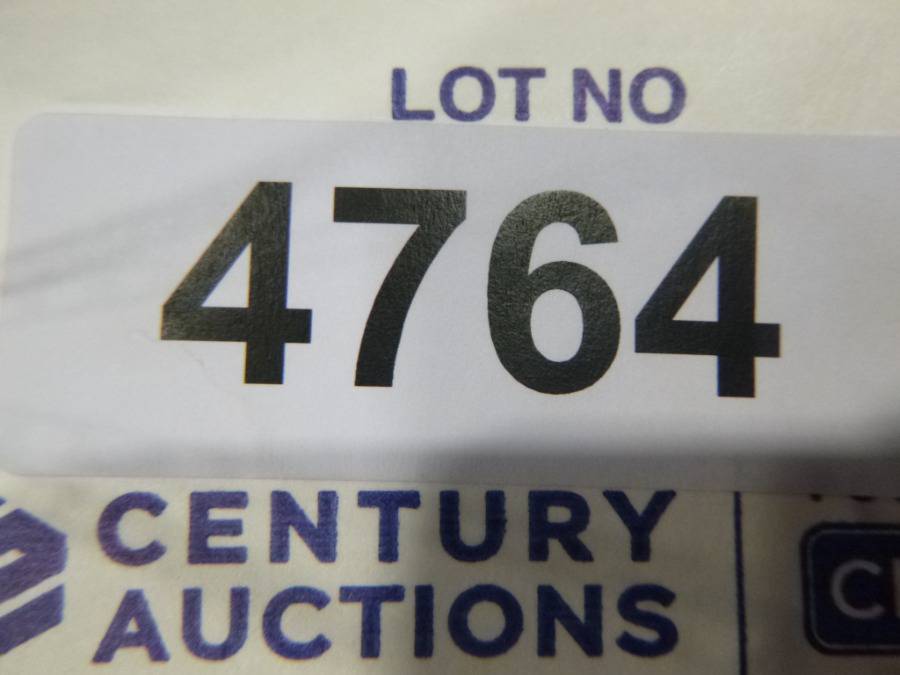 LOT NO
4764
CENTURY
AUCTIONS